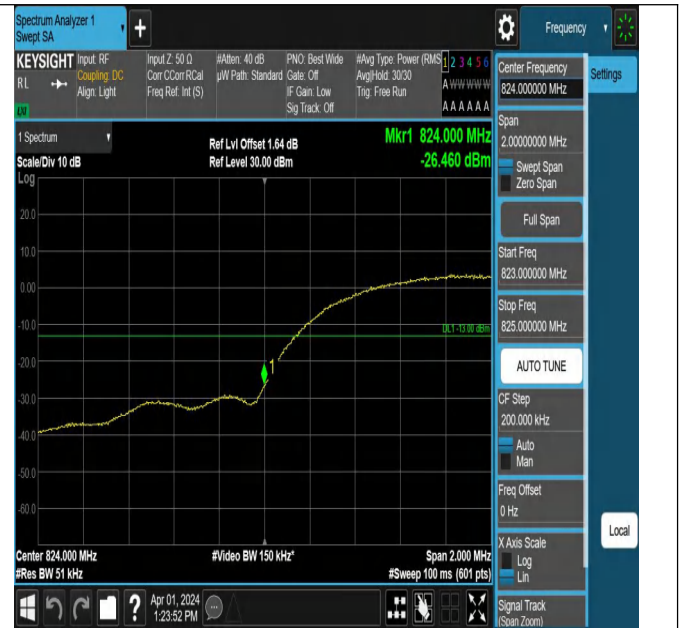 Spectrum Analyzer 1
Swept SA
+
Frequency
KEYSIGHT
RL
Input: RF
Coupling: DC
Align: Light
Input Z: 50 Ω
Corr CCorr RCal
Freq Ref: Int (S)
#Atten: 40 dB
µW Path: Standard
PNO: Best Wide
Gate: Off
IF Gain: Low
Sig Track: Off
#Avg Type: Power (RMS
Avg|Hold: 30/30
Trig: Free Run
1 2 3 4 5 6
A W W W W W
A A A A A A
LXI
1 Spectrum
Scale/Div 10 dB
Ref Lvl Offset 1.64 dB
Ref Level 30.00 dBm
Mkr1 824.000 MHz
-26.460 dBm
Log
20.0
10.0
0.00
-10.0
-20.0
-30.0
-40.0
-50.0
-60.0
DL1 -13.00 dBm
1
Center 824.000 MHz
#Res BW 51 kHz
#Video BW 150 kHz*
Span 2.000 MHz
#Sweep 100 ms (601 pts)
?
Apr 01, 2024
1:23:52 PM
Center Frequency
824.000000 MHz
Settings
Span
2.00000000 MHz
Swept Span
Zero Span
Full Span
Start Freq
823.000000 MHz
Stop Freq
825.000000 MHz
AUTO TUNE
CF Step
200.000 kHz
Auto
Man
Freq Offset
0 Hz
X Axis Scale
Log
Lin
Local
Signal Track
(Span Zoom)